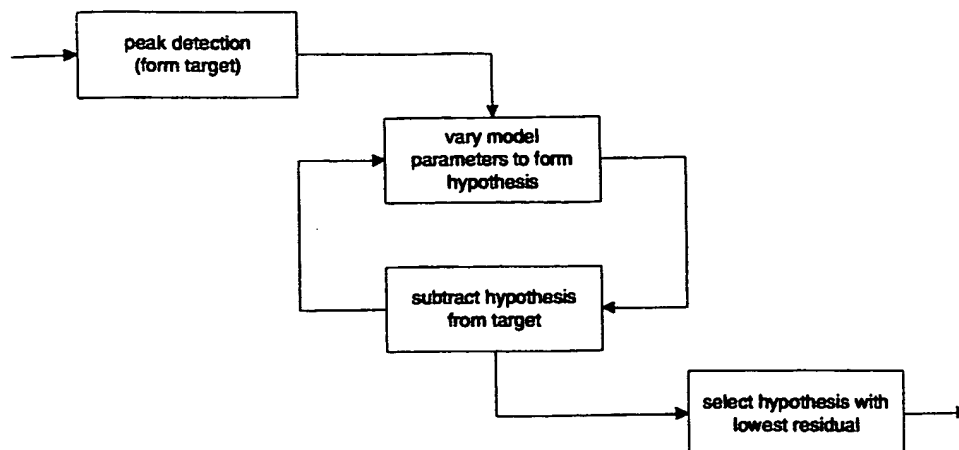 peak detection
(form target)
vary model
parameters to form
hypothesis
subtract hypothesis
from target
select hypothesis with
lowest residual